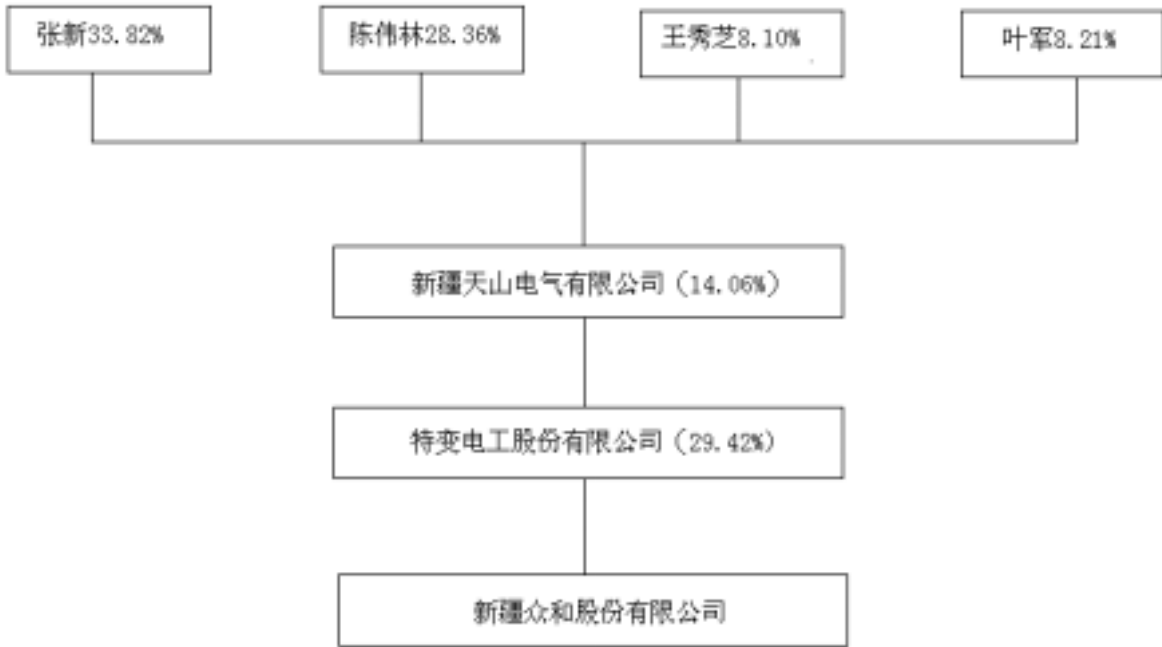 张新33.82%
陈伟林28.36%
王秀芝8.10%
叶军8.21%
新疆天山电气有限公司（14.06%）
特变电工股份有限公司（29.42%）
新疆众和股份有限公司